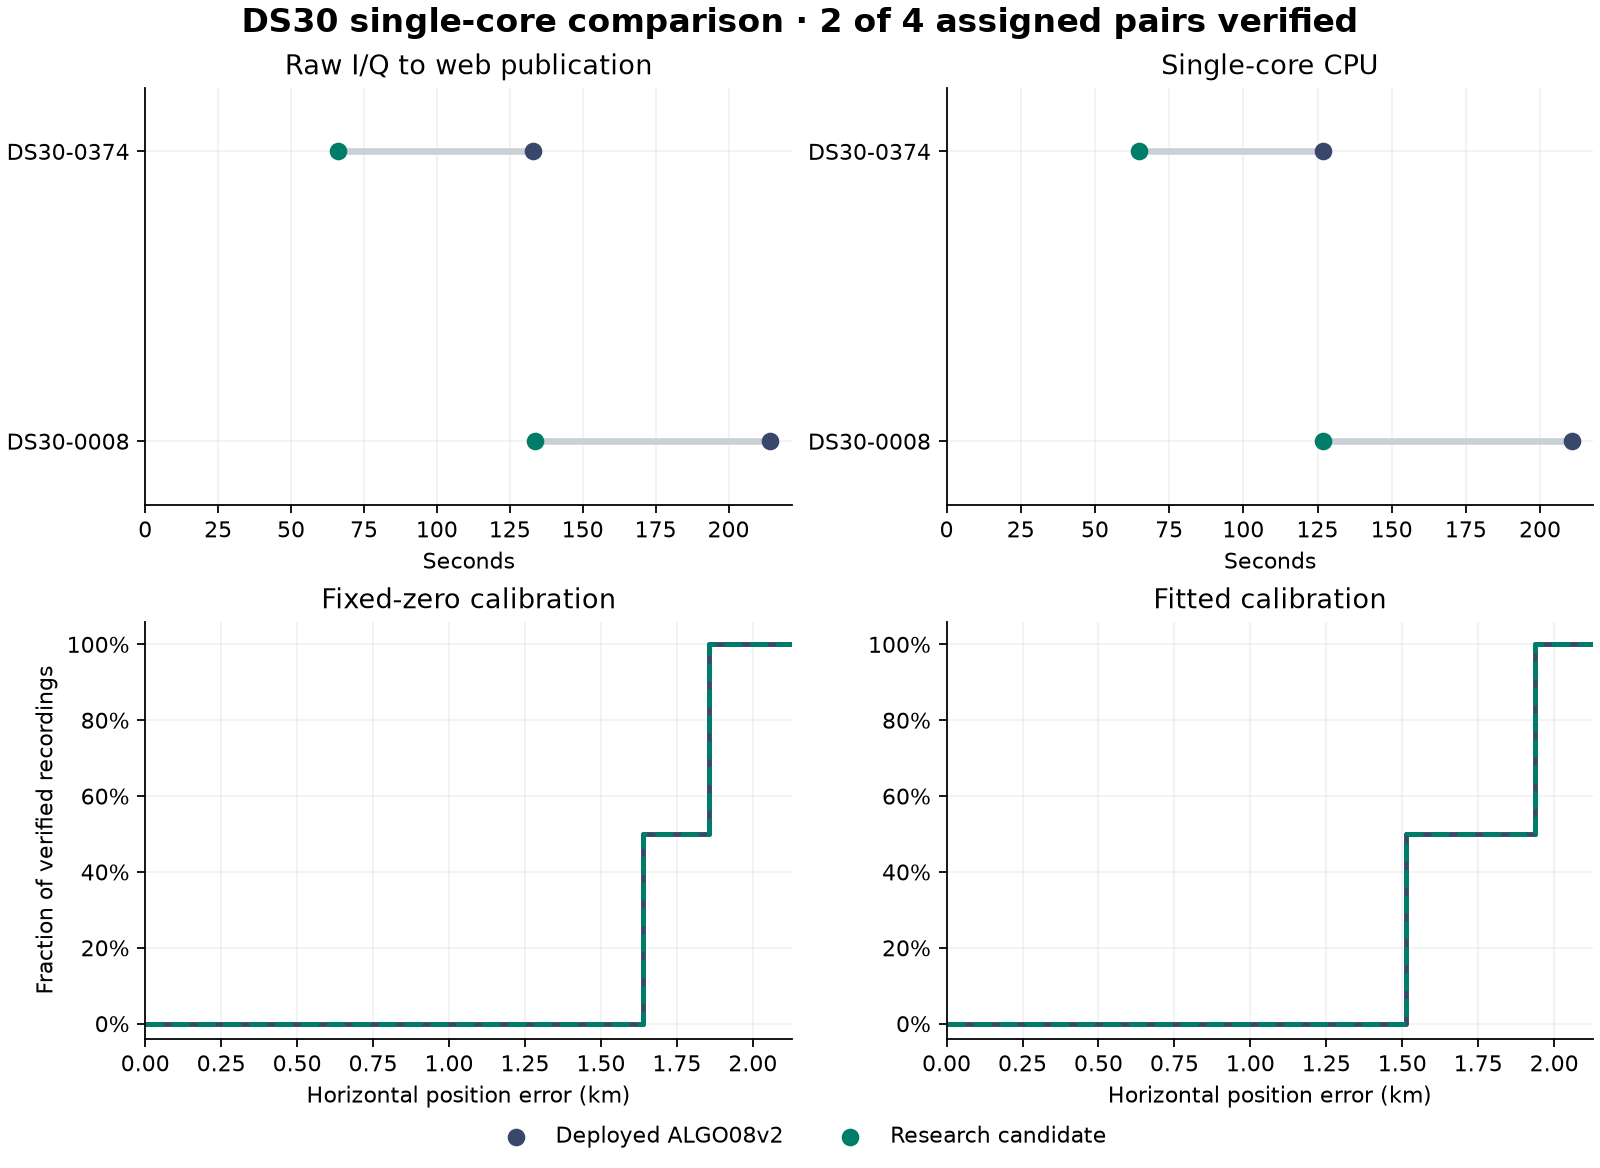 DS30 single-core comparison · 2 of 4 assigned pairs verified
Raw I/Q to web publication
DS30-0374
DS30-0008
0 25 50 75 100 125 150 175 200
Seconds
Single-core CPU
DS30-0374
DS30-0008
0 25 50 75 100 125 150 175 200
Seconds
Fixed-zero calibration
Fraction of verified recordings
100%
80%
60%
40%
20%
0%
0.00 0.25 0.50 0.75 1.00 1.25 1.50 1.75 2.00
Horizontal position error (km)
Fitted calibration
100%
80%
60%
40%
20%
0%
0.00 0.25 0.50 0.75 1.00 1.25 1.50 1.75 2.00
Horizontal position error (km)
Deployed ALGO08v2
Research candidate